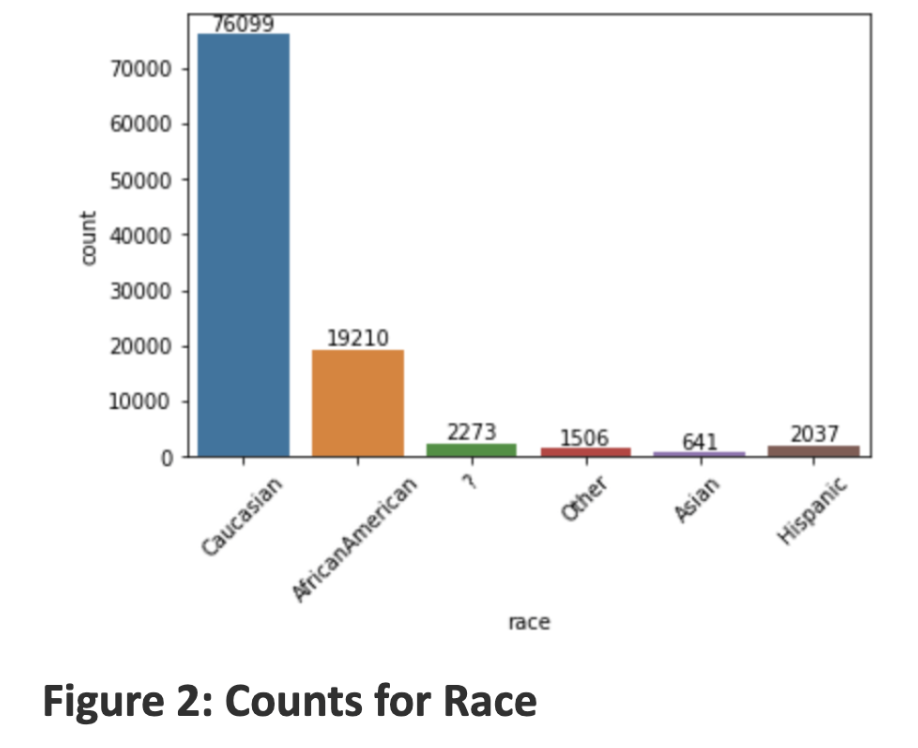 76099
70000
60000
50000
40000
30000
20000
10000
0
count
19210
2273
1506
641
2037
Caucasian
AfricanAmerican
?
Other
Asian
Hispanic
race
Figure 2: Counts for Race